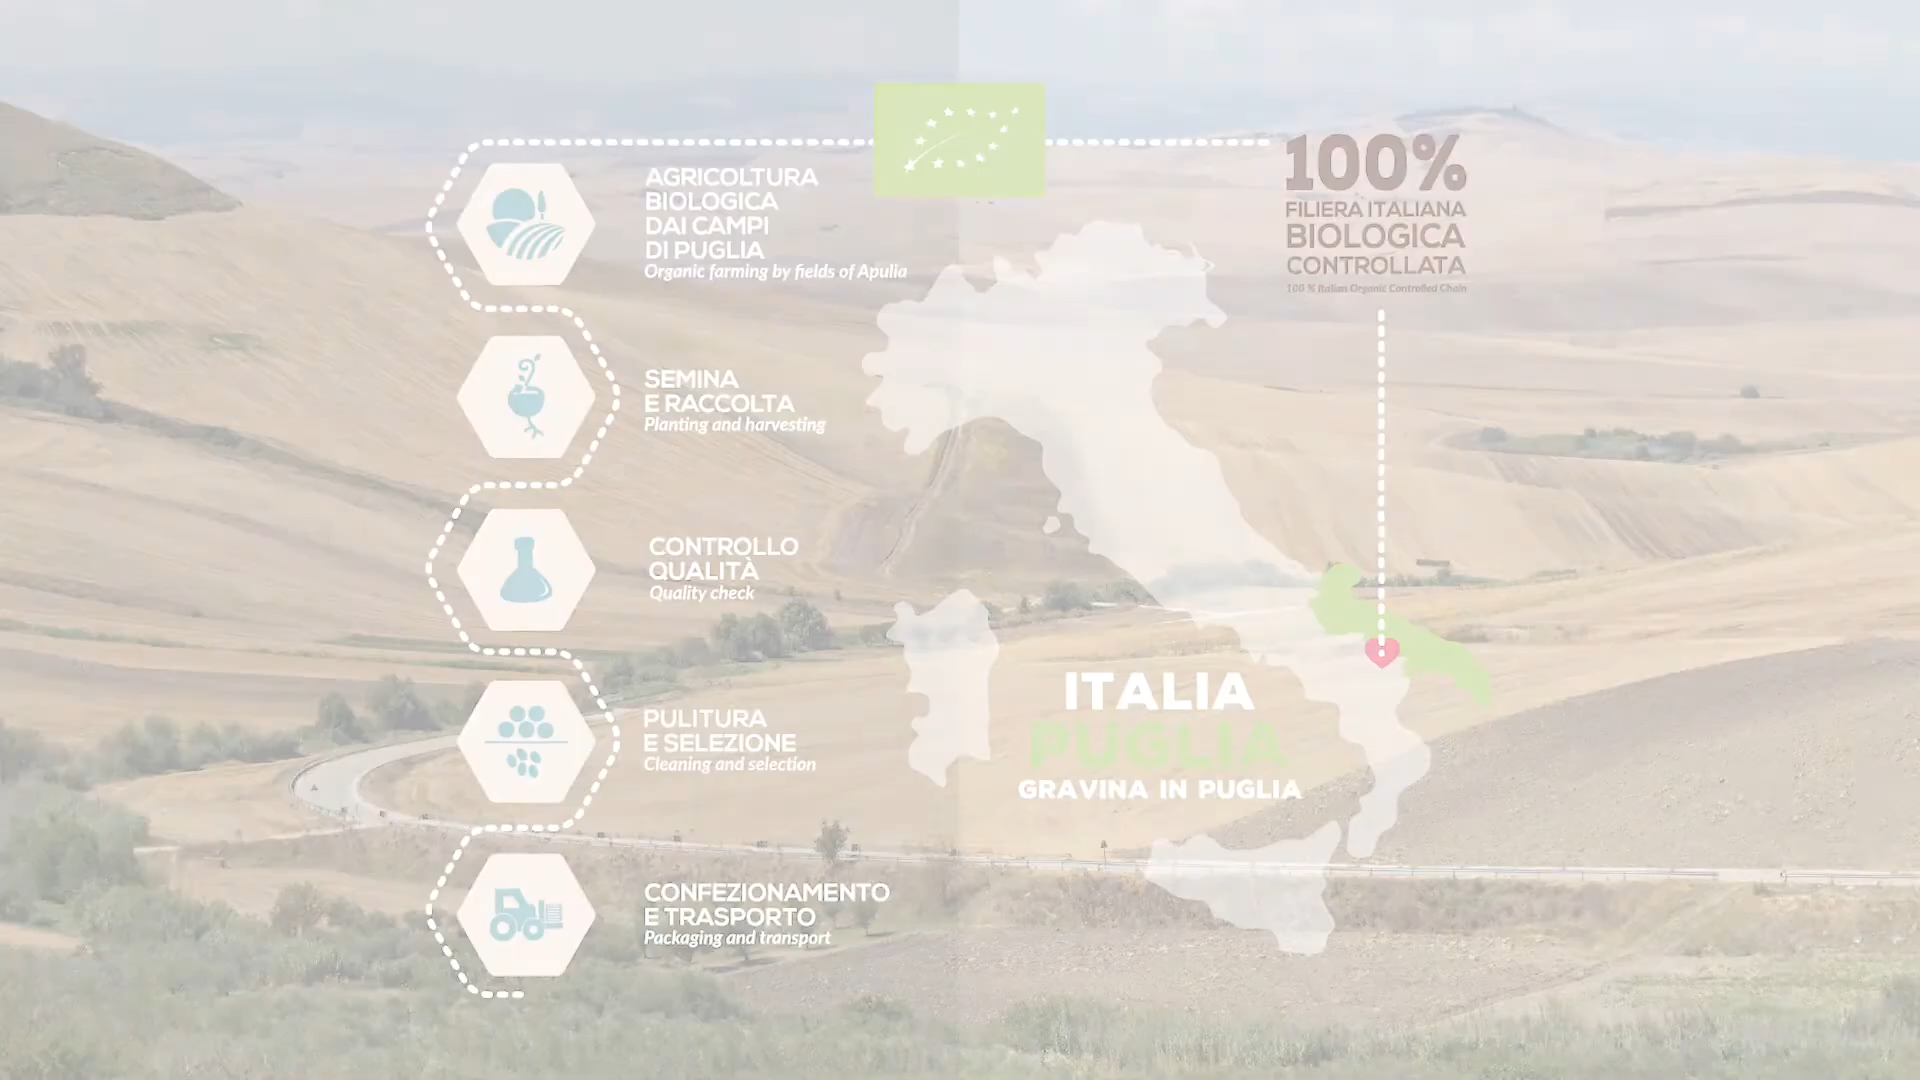 AGRICOLTURA
BIOLOGICA
DAI CAMPI
DI PUGLIA
Organic farming by fields of Apulia
SEMINA
E RACCOLTA
Planting and harvesting
CONTROLLO
QUALITÀ
Quality check
PULITURA
E SELEZIONE
Cleaning and selection
CONFEZIONAMENTO
E TRASPORTO
Packaging and transport
100%
FILIERA ITALIANA
BIOLOGICA
CONTROLLATA
100 % Italian Organic Controlled Chain
ITALIA
PUGLIA
GRAVINA IN PUGLIA